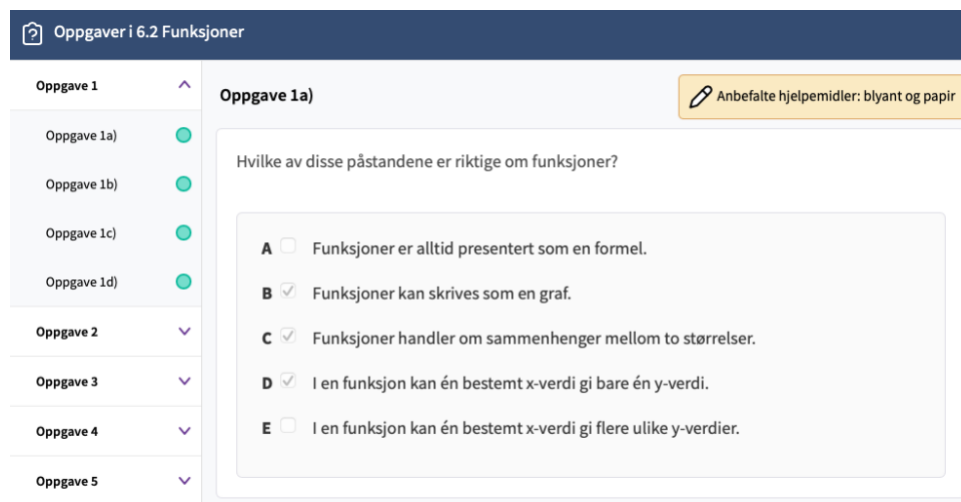 Oppgaver i 6.2 Funksjoner
Oppgave 1
Oppgave 1a)
Oppgave 1b)
Oppgave 1c)
Oppgave 1d)
Oppgave 2
Oppgave 3
Oppgave 4
Oppgave 5
Oppgave 1a)
Anbefalte hjelpemidler: blyant og papir
Hvilke av disse påstandene er riktige om funksjoner?
A Funksjoner er alltid presentert som en formel.
B Funksjoner kan skrives som en graf.
C Funksjoner handler om sammenhenger mellom to størrelser.
D I en funksjon kan én bestemt x-verdi gi bare én y-verdi.
E I en funksjon kan én bestemt x-verdi gi flere ulike y-verdier.